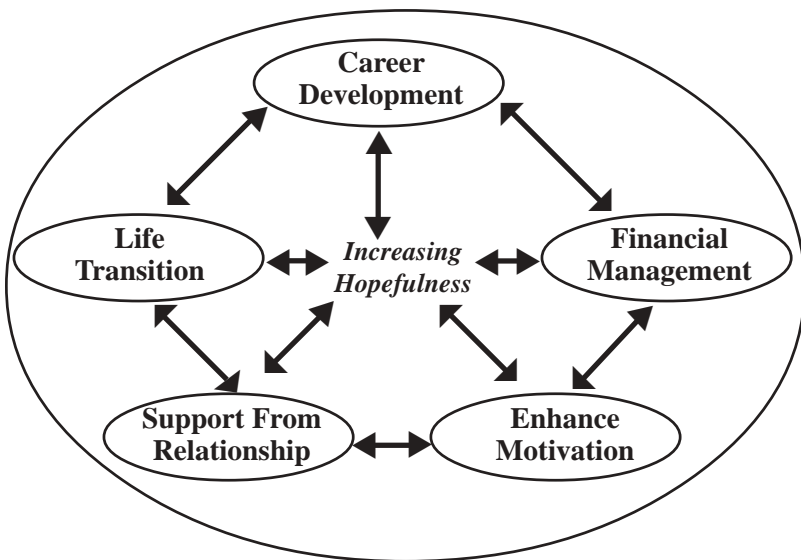 Career
Development
Life
Transition
Increasing
Hopefulness
Financial
Management
Support From
Relationship
Enhance
Motivation